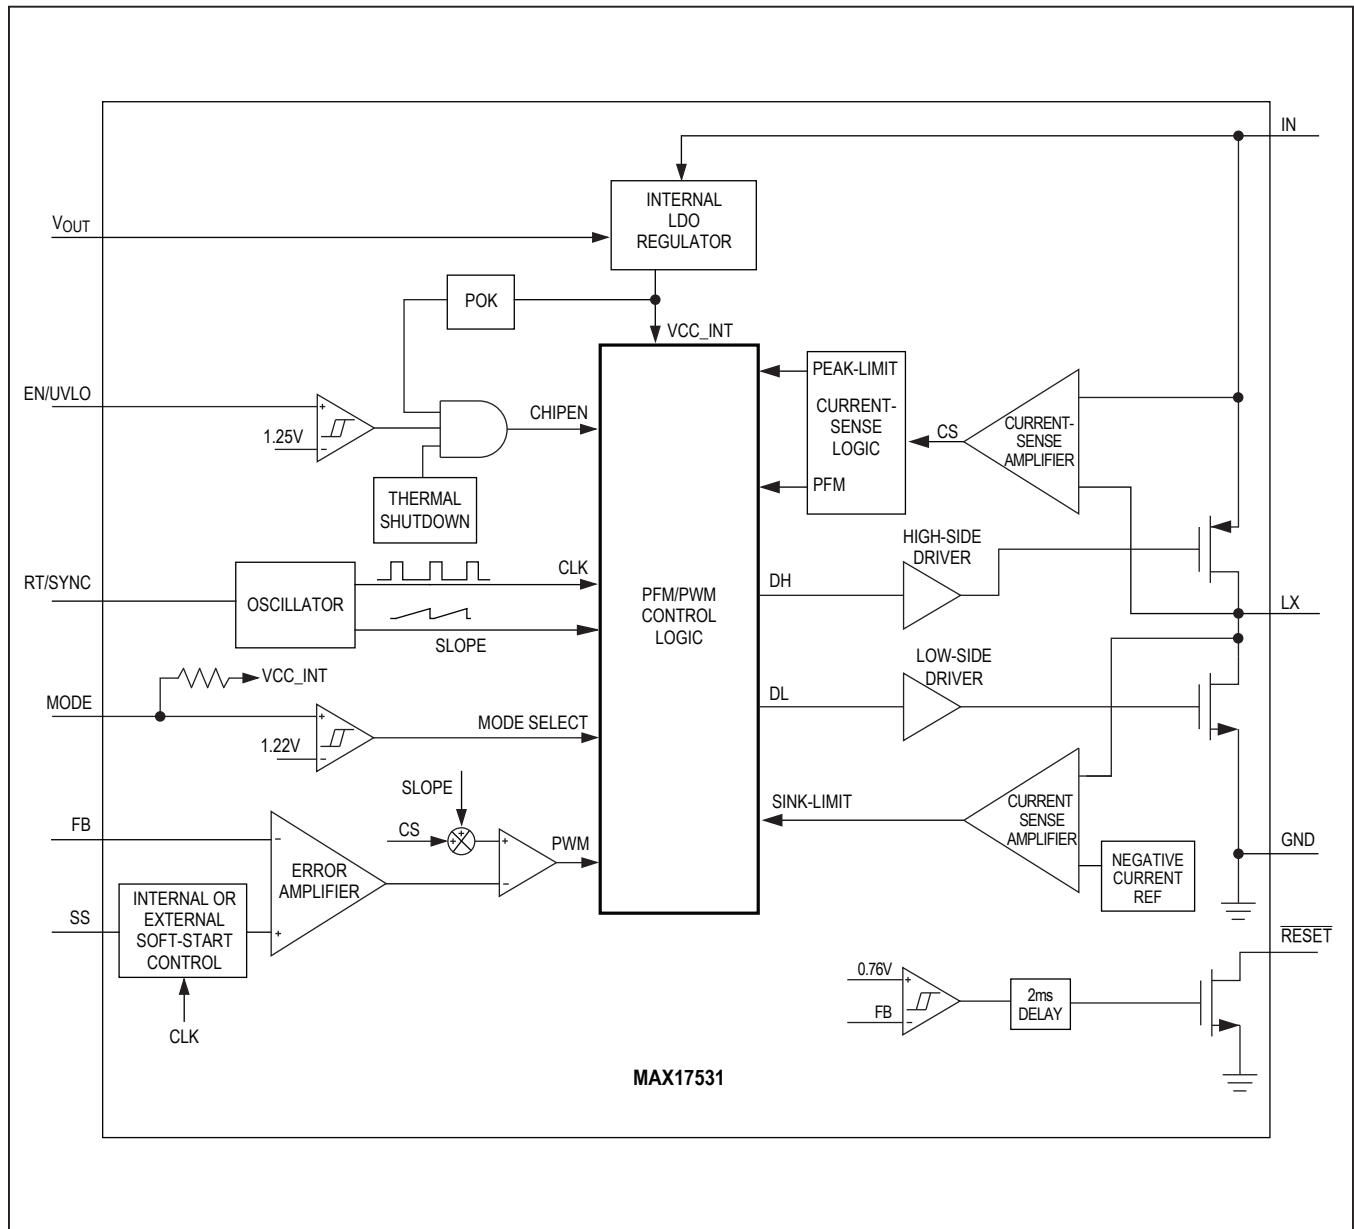 IN
INTERNAL
LDO
REGULATOR
VOUT
POK
VCC_INT
EN/UVLO
1.25V
+
−
CHIPEN
THERMAL
SHUTDOWN
PEAK-LIMIT
CURRENT-
SENSE
LOGIC
PFM
CS
CURRENT-
SENSE
AMPLIFIER
HIGH-SIDE
DRIVER
RT/SYNC
OSCILLATOR
CLK
SLOPE
PFM/PWM
CONTROL
LOGIC
DH
LX
LOW-SIDE
DRIVER
DL
VCC_INT
MODE
1.22V
+
−
MODE SELECT
SLOPE
CS
+
+
+
−
PWM
SINK-LIMIT
CURRENT
SENSE
AMPLIFIER
NEGATIVE
CURRENT
REF
GND
FB
−
ERROR
AMPLIFIER
+
SS
INTERNAL OR
EXTERNAL
SOFT-START
CONTROL
CLK
RESET
0.76V
+
FB
−
2ms
DELAY
MAX17531